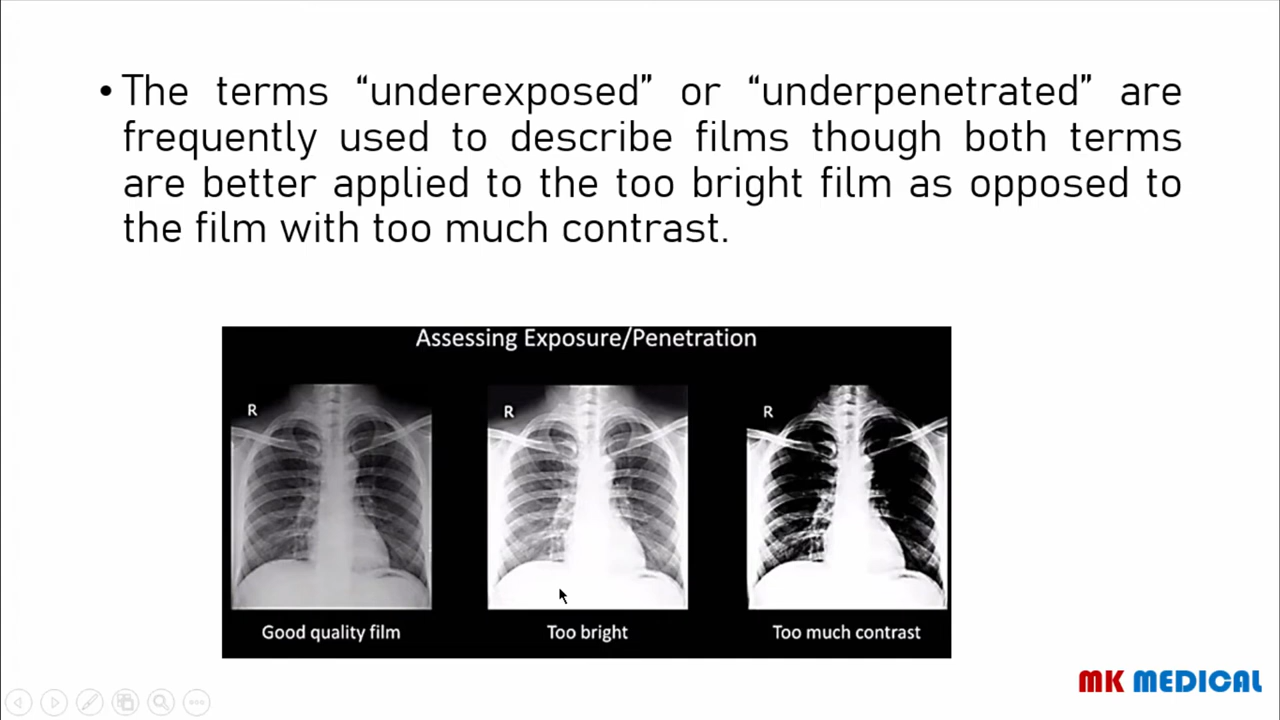 • The terms “underexposed” or “underpenetrated” are
frequently used to describe films though both terms
are better applied to the too bright film as opposed to
the film with too much contrast.
Assessing Exposure/Penetration
R
R
R
Good quality film
Too bright
Too much contrast
MK MEDICAL